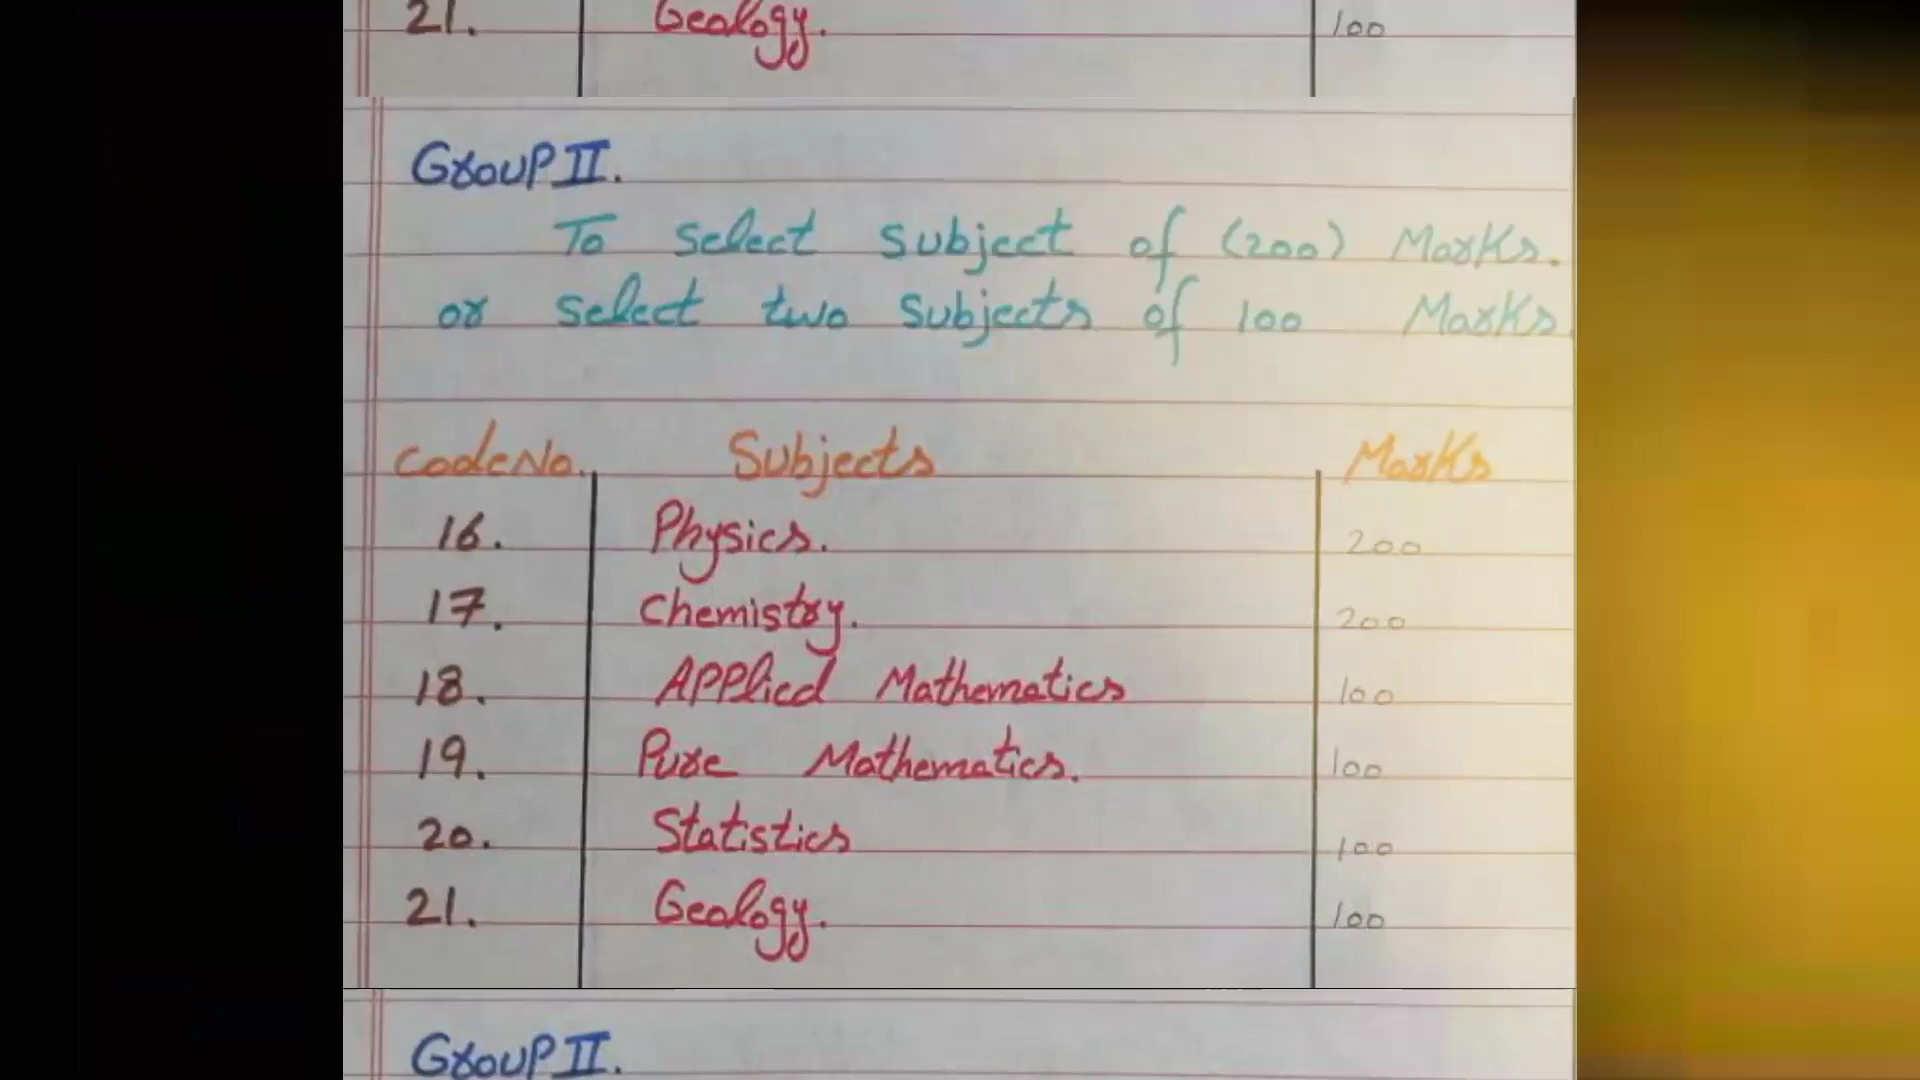 21. Geology. 100
Group II.
To select subject of (200) Marks.
or select two subjects of 100 Marks.
Code No. Subjects Marks
16. Physics. 200
17. Chemistry. 200
18. Applied Mathematics 100
19. Pure Mathematics. 100
20. Statistics 100
21. Geology. 100
Group II.